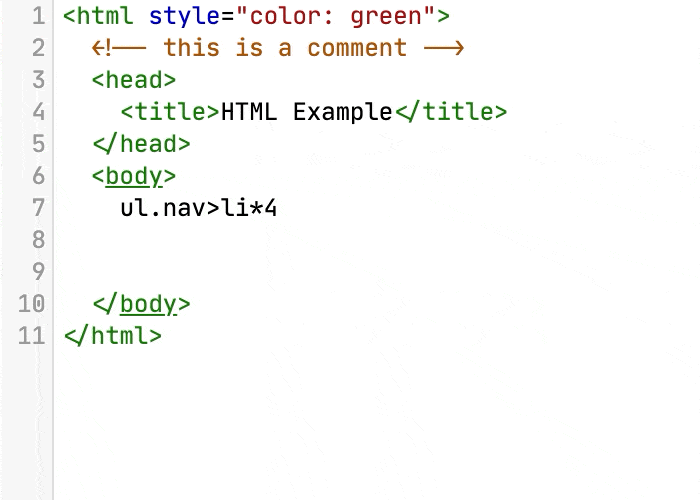 1 <html style="color: green">
2 <!-- this is a comment -->
3 <head>
4 <title>HTML Example</title>
5 </head>
6 <body>
7 ul.nav>li*4
8
9
10 </body>
11 </html>